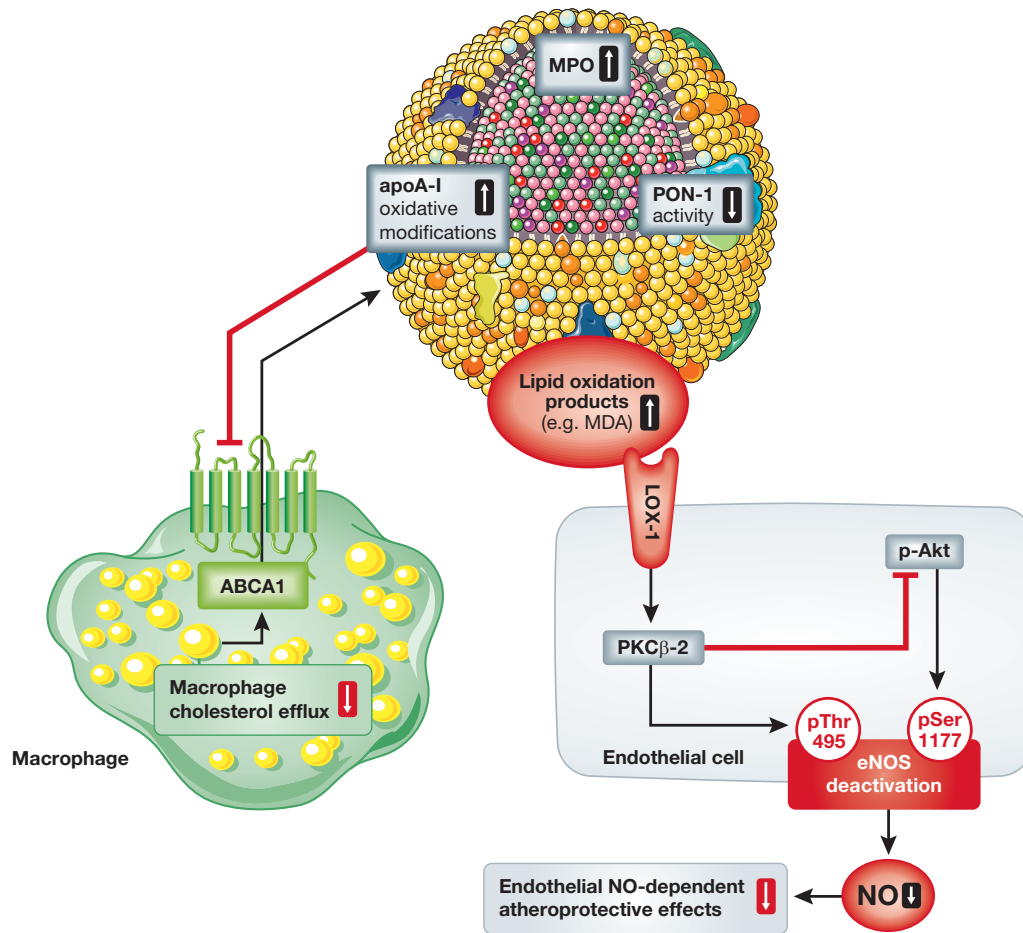 MPO
apoA-I
oxidative
modifications
PON-1
activity
Lipid oxidation
products
(e.g. MDA)
LOX-1
ABCA1
Macrophage
cholesterol efflux
Macrophage
p-Akt
PKCβ-2
pThr
495
pSer
1177
Endothelial cell
eNOS
deactivation
NO
Endothelial NO-dependent
atheroprotective effects